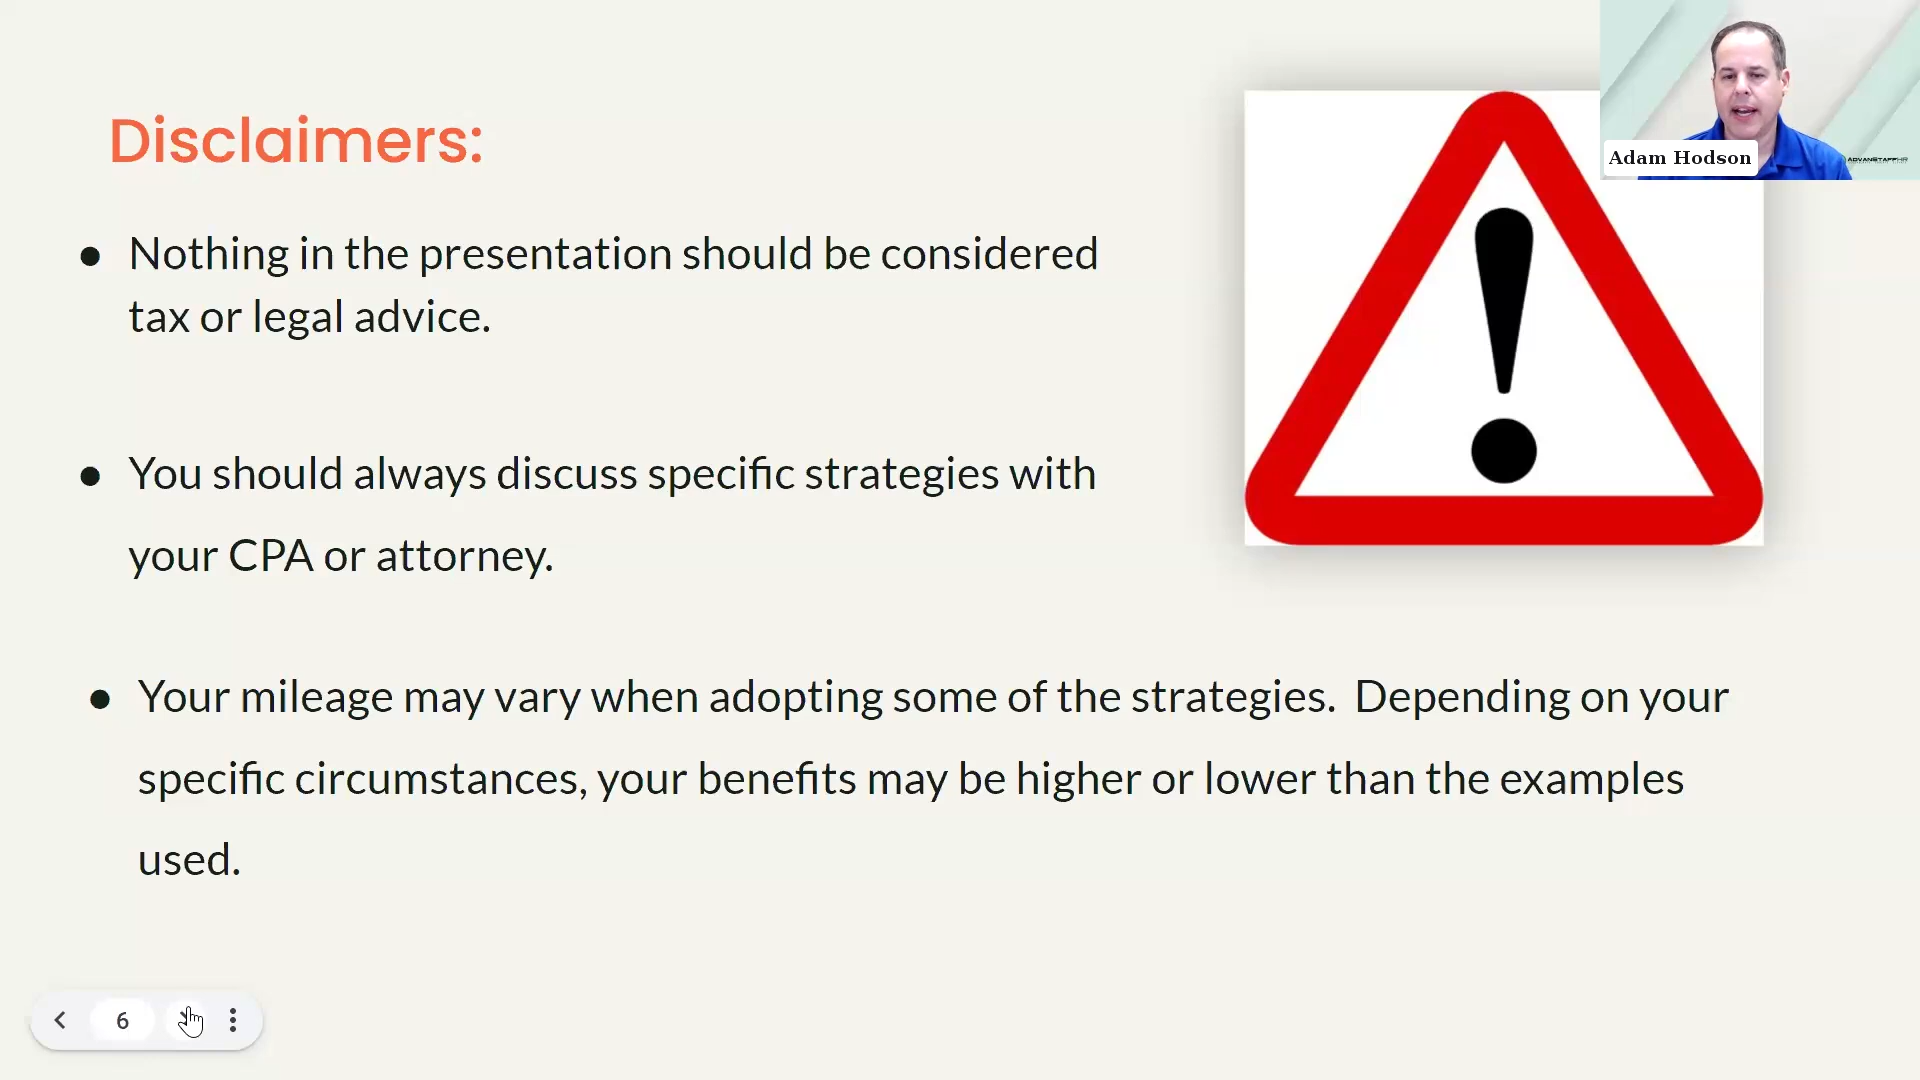 Disclaimers:
Adam Hodson
ADVANSTAFFHR
● Nothing in the presentation should be considered
tax or legal advice.
● You should always discuss specific strategies with
your CPA or attorney.
● Your mileage may vary when adopting some of the strategies.  Depending on your
specific circumstances, your benefits may be higher or lower than the examples
used.
6